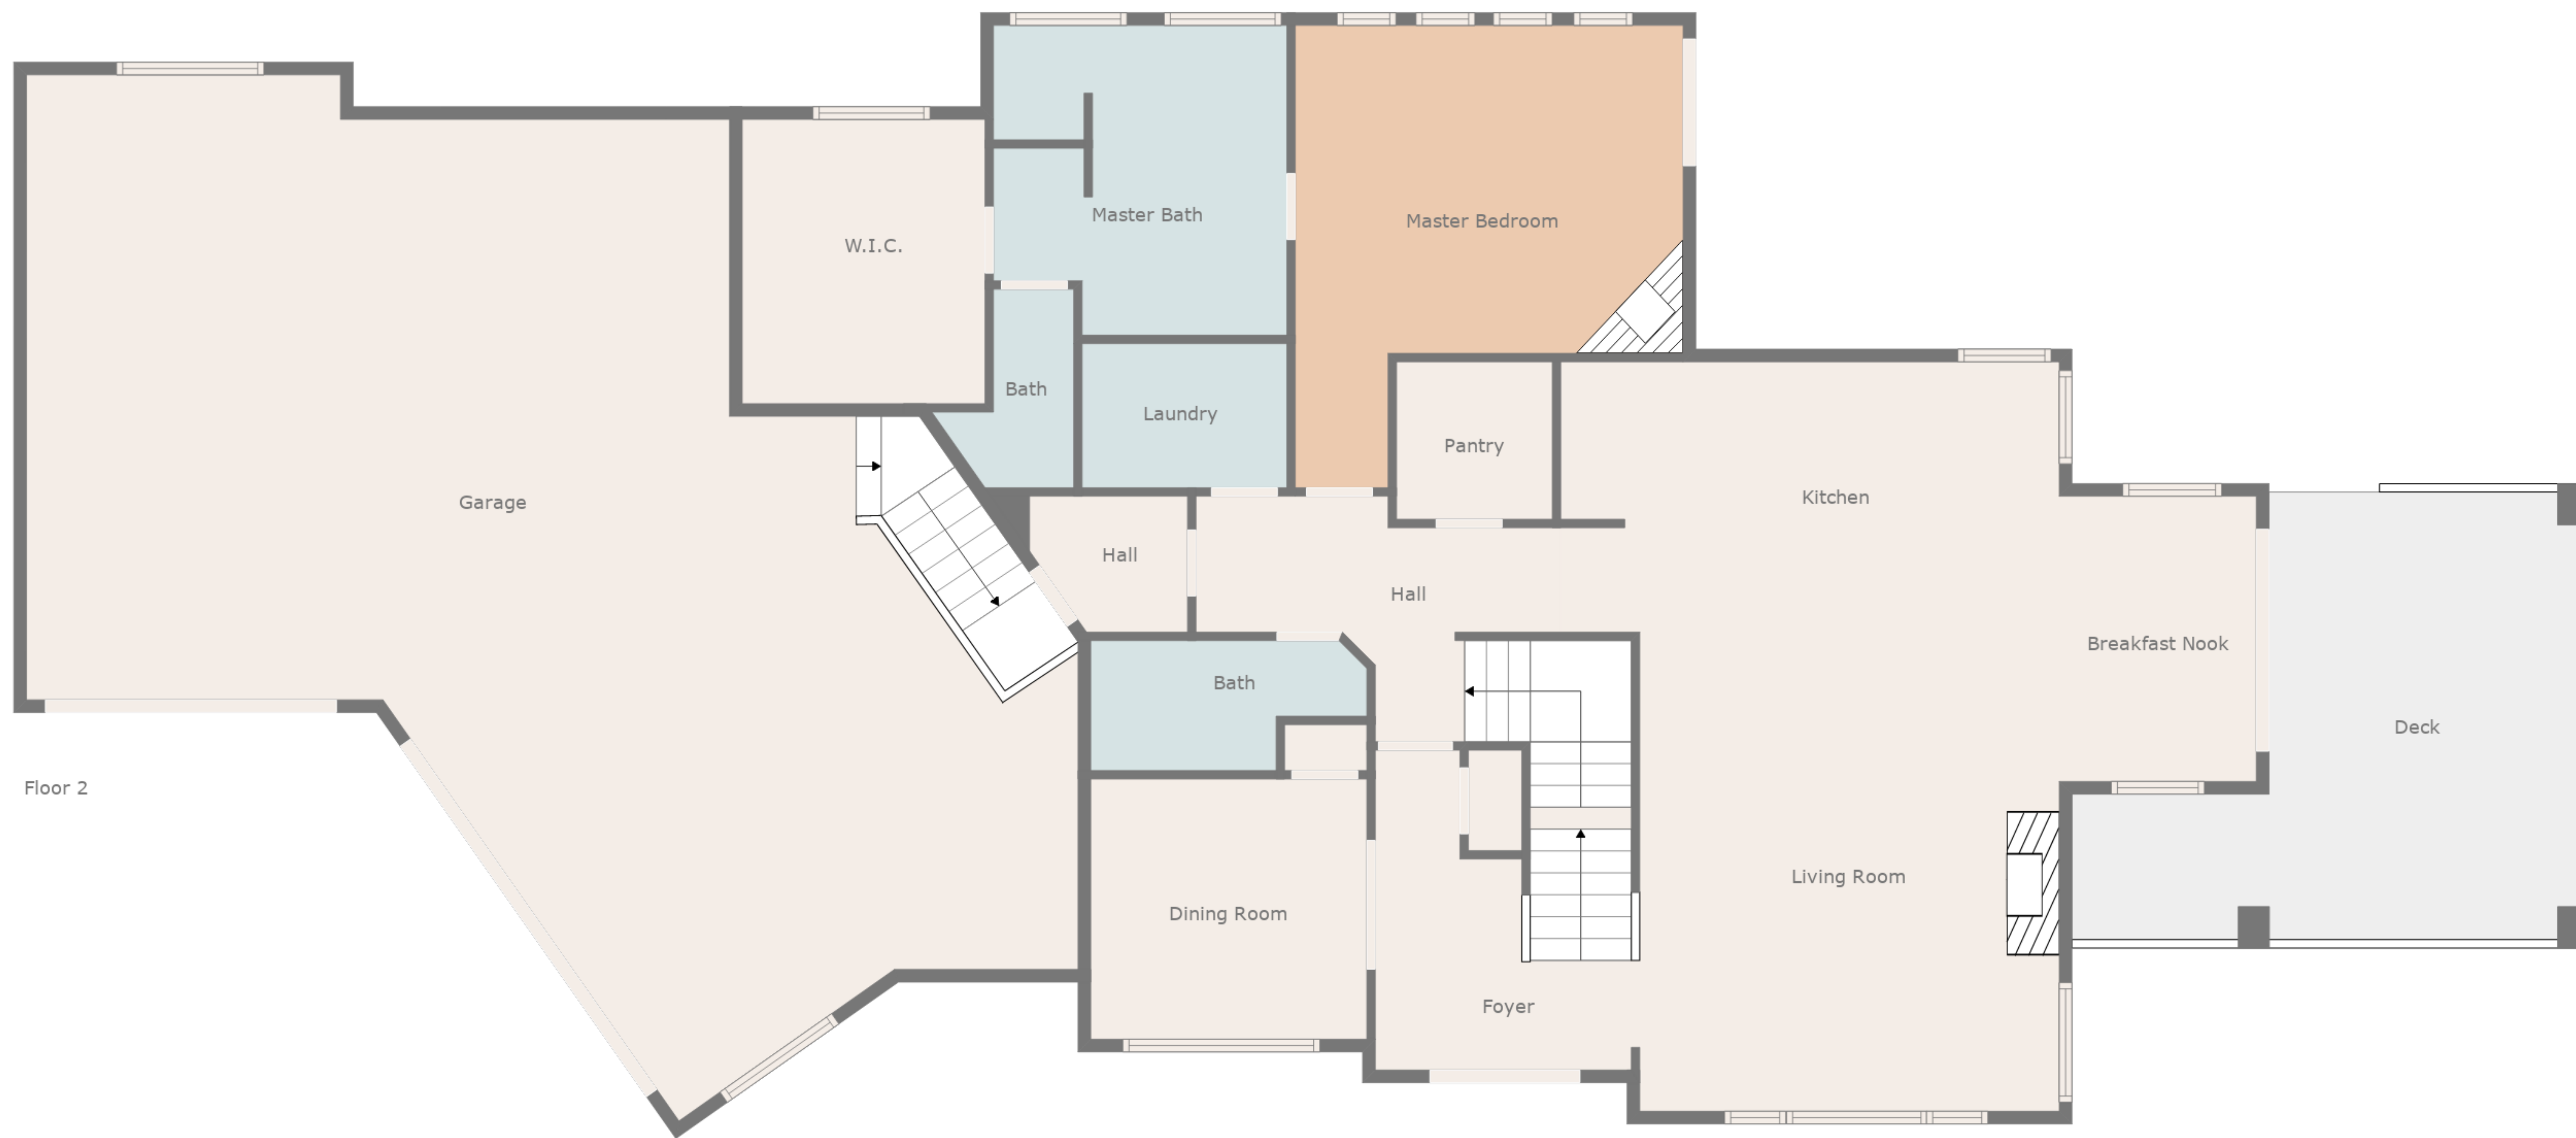 Master Bath
Master Bedroom
W.I.C.
Bath
Laundry
Pantry
Kitchen
Garage
Hall
Hall
Breakfast Nook
Bath
Deck
Floor 2
Living Room
Dining Room
Foyer